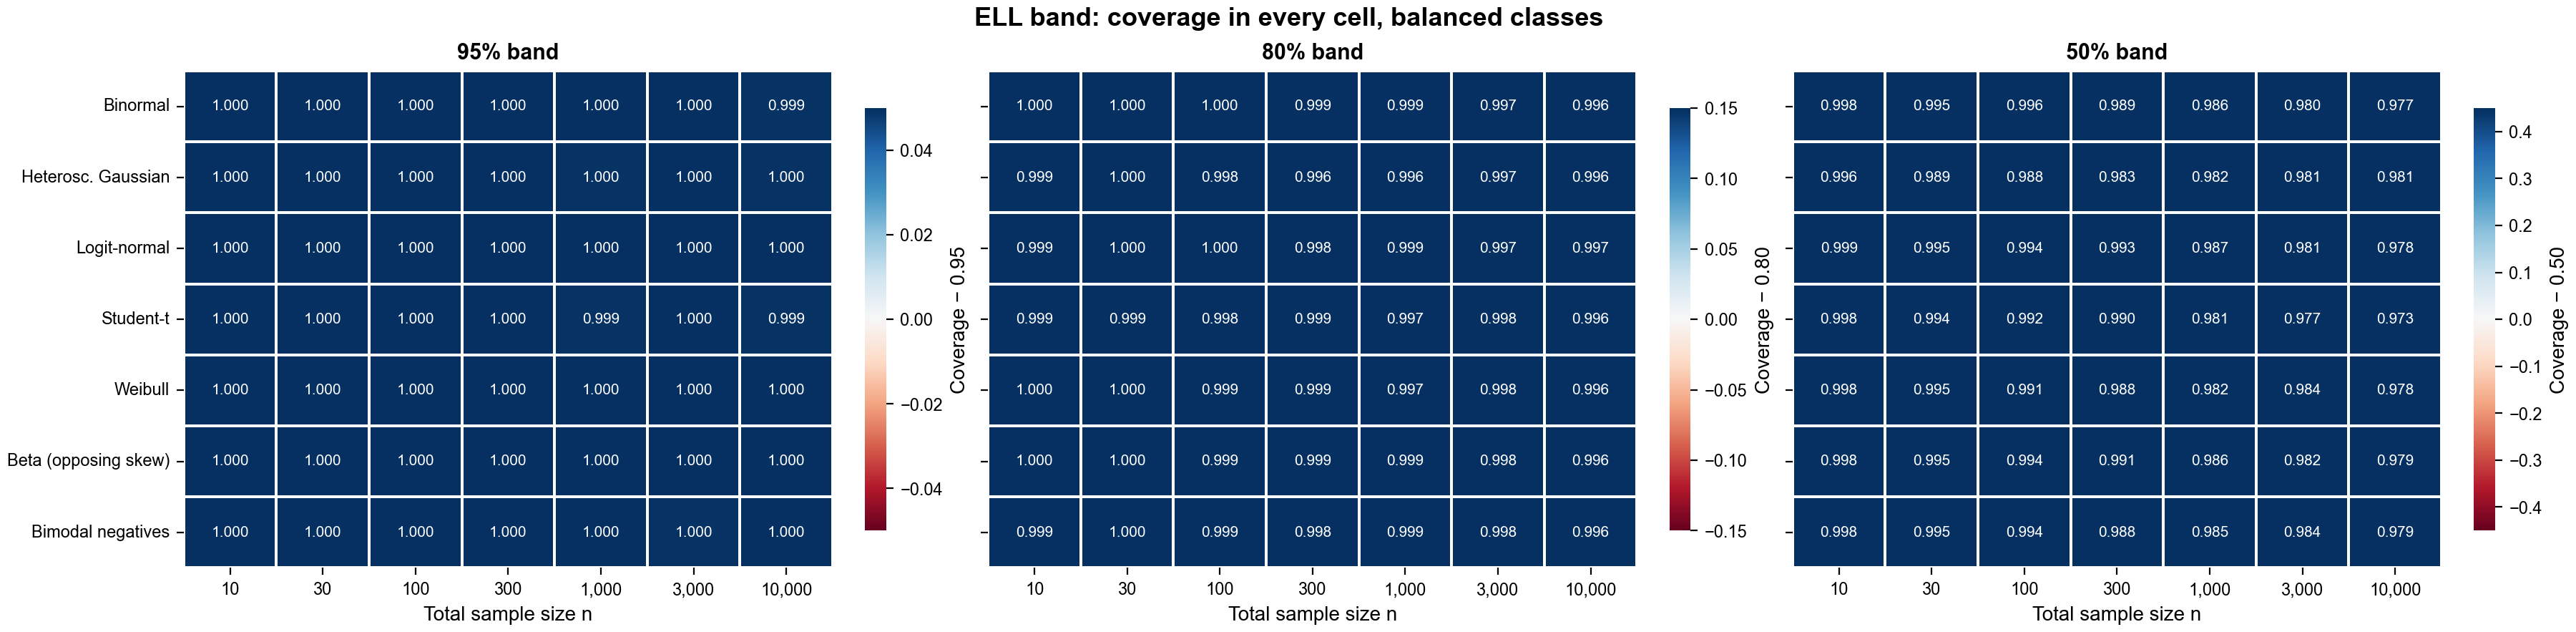 ELL band: coverage in every cell, balanced classes
95% band
Binormal 1.000 1.000 1.000 1.000 1.000 1.000 0.999
Heterosc. Gaussian 1.000 1.000 1.000 1.000 1.000 1.000 1.000
Logit-normal 1.000 1.000 1.000 1.000 1.000 1.000 1.000
Student-t 1.000 1.000 1.000 1.000 0.999 1.000 0.999
Weibull 1.000 1.000 1.000 1.000 1.000 1.000 1.000
Beta (opposing skew) 1.000 1.000 1.000 1.000 1.000 1.000 1.000
Bimodal negatives 1.000 1.000 1.000 1.000 1.000 1.000 1.000
10 30 100 300 1,000 3,000 10,000
Total sample size n
0.04
0.02
0.00
−0.02
−0.04
Coverage − 0.95
80% band
1.000 1.000 1.000 0.999 0.999 0.997 0.996
0.999 1.000 0.998 0.996 0.996 0.997 0.996
0.999 1.000 1.000 0.998 0.999 0.997 0.997
0.999 0.999 0.998 0.999 0.997 0.998 0.996
1.000 1.000 0.999 0.999 0.997 0.998 0.996
1.000 1.000 0.999 0.999 0.999 0.998 0.996
0.999 1.000 0.999 0.998 0.999 0.998 0.996
10 30 100 300 1,000 3,000 10,000
Total sample size n
0.15
0.10
0.05
0.00
−0.05
−0.10
−0.15
Coverage − 0.80
50% band
0.998 0.995 0.996 0.989 0.986 0.980 0.977
0.996 0.989 0.988 0.983 0.982 0.981 0.981
0.999 0.995 0.994 0.993 0.987 0.981 0.978
0.998 0.994 0.992 0.990 0.981 0.977 0.973
0.998 0.995 0.991 0.988 0.982 0.984 0.978
0.998 0.995 0.994 0.991 0.986 0.982 0.979
0.998 0.995 0.994 0.988 0.985 0.984 0.979
10 30 100 300 1,000 3,000 10,000
Total sample size n
0.4
0.3
0.2
0.1
0.0
−0.1
−0.2
−0.3
−0.4
Coverage − 0.50